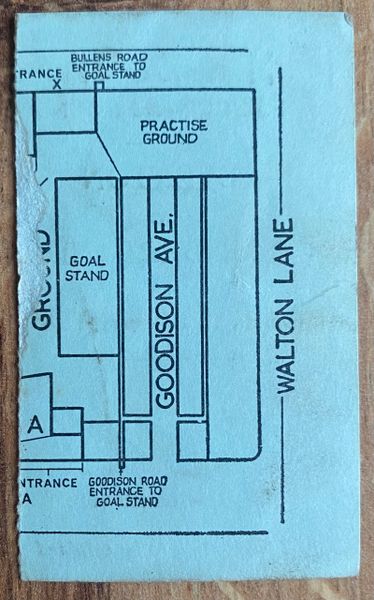 BULLENS ROAD
ENTRANCE TO
GOAL STAND
TRANCE
X
PRACTISE
GROUND
GROUND
GOAL
STAND
GOODISON AVE.
WALTON LANE
A
NTRANCE
A
GOODISON ROAD
ENTRANCE TO
GOAL STAND